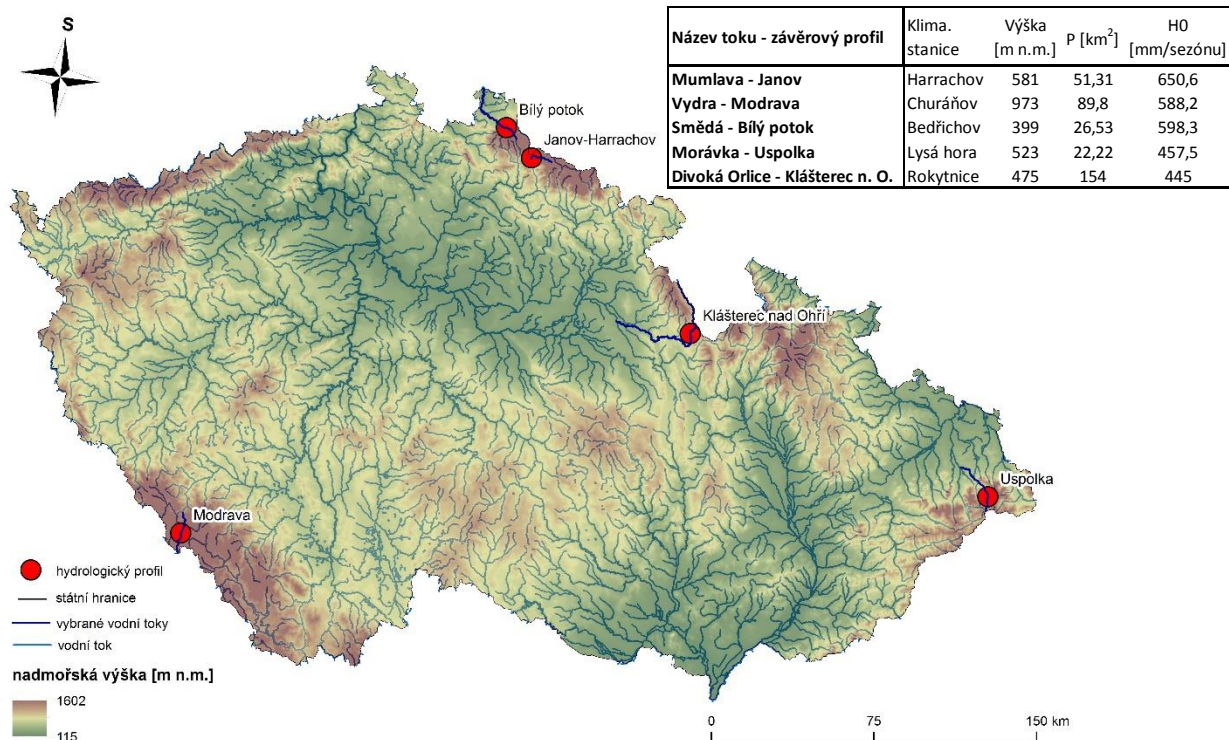 S
Název toku - závěrový profil Klima. stanice Výška [m n.m.] P [km²] H0 [mm/sezónu]
Mumlava - Janov Harrachov 581 51,31 650,6
Vydra - Modrava Churáňov 973 89,8 588,2
Smědá - Bílý potok Bedřichov 399 26,53 598,3
Morávka - Uspolka Lysá hora 523 22,22 457,5
Divoká Orlice - Klášterec n. O. Rokytnice 475 154 445
Bílý potok
Janov-Harrachov
Klášterec nad Ohří
Uspolka
Modrava
hydrologický profil
státní hranice
vybrané vodní toky
vodní tok
nadmořská výška [m n.m.]
1602
115
0 75 150 km